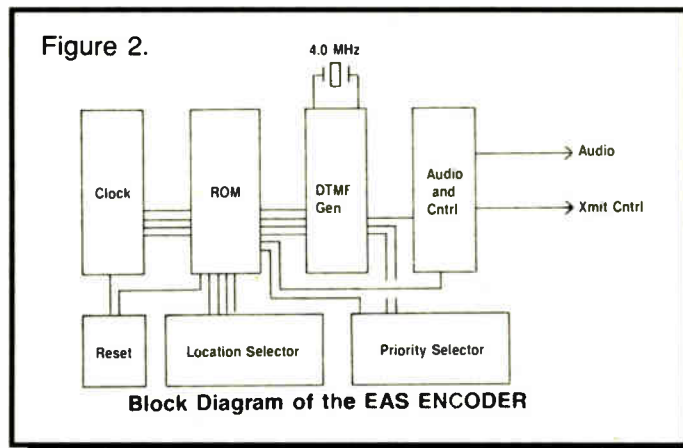 Figure 2.
4.0 MHz
Clock
ROM
DTMF
Gen
Audio
and
Cntrl
Audio
Xmit Cntrl
Reset
Location Selector
Priority Selector
Block Diagram of the EAS ENCODER